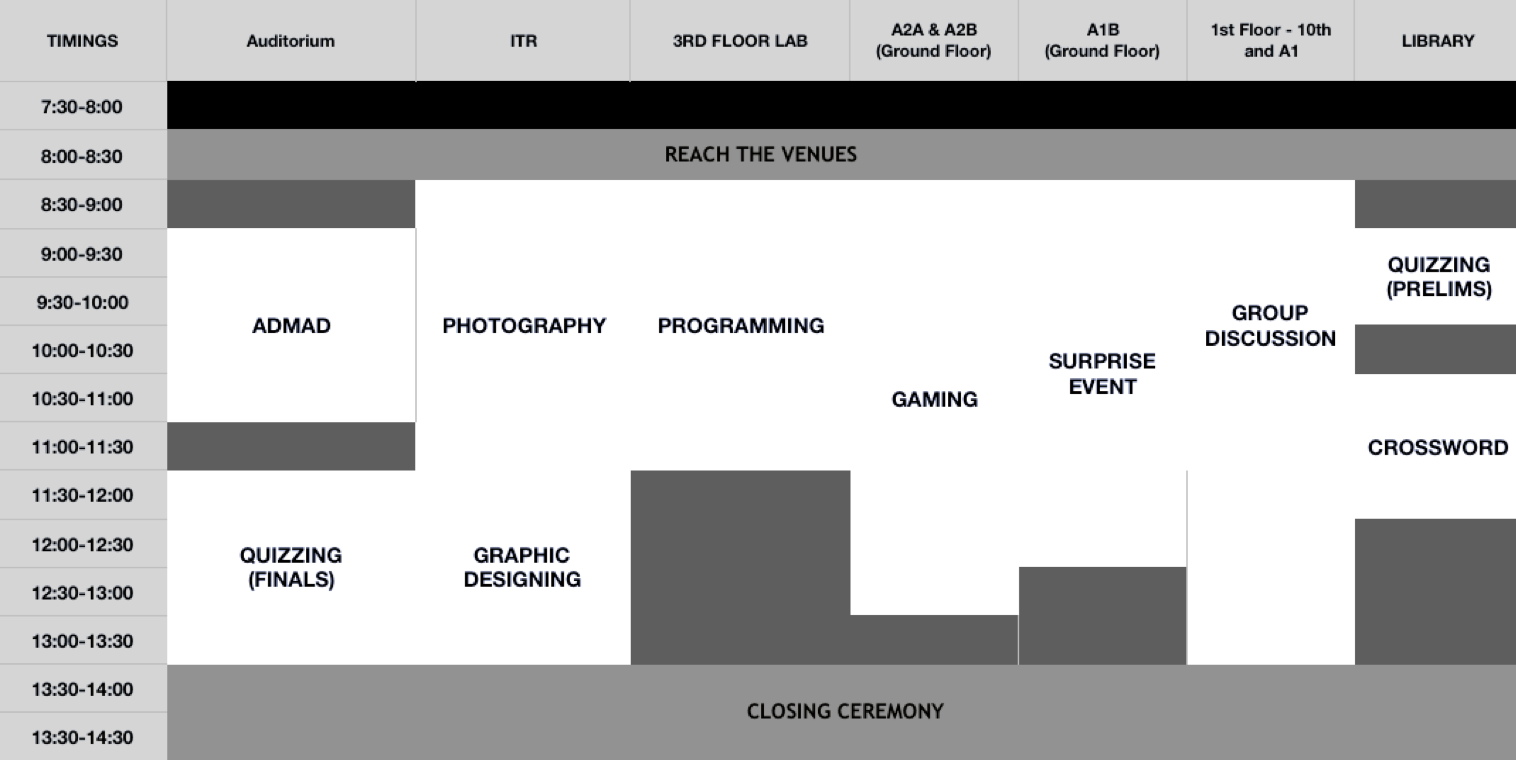 TIMINGS
Auditorium
ITR
3RD FLOOR LAB
A2A & A2B
(Ground Floor)
A1B
(Ground Floor)
1st Floor - 10th
and A1
LIBRARY
7:30-8:00
8:00-8:30
REACH THE VENUES
8:30-9:00
9:00-9:30
QUIZZING
(PRELIMS)
9:30-10:00
ADMAD
PHOTOGRAPHY
PROGRAMMING
GROUP
DISCUSSION
10:00-10:30
SURPRISE
EVENT
10:30-11:00
GAMING
11:00-11:30
CROSSWORD
11:30-12:00
12:00-12:30
QUIZZING
(FINALS)
GRAPHIC
DESIGNING
12:30-13:00
13:00-13:30
13:30-14:00
CLOSING CEREMONY
13:30-14:30